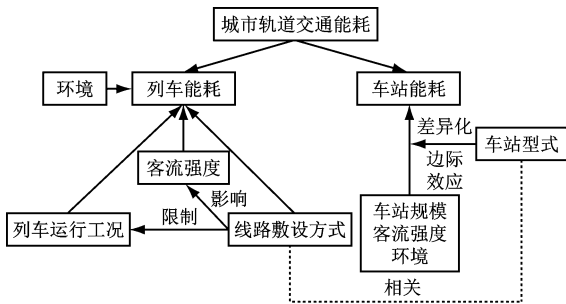 城市轨道交通能耗
环境
列车能耗
车站能耗
差异化
车站型式
边际
效应
客流强度
影响
限制
列车运行工况
线路敷设方式
车站规模
客流强度
环境
相关